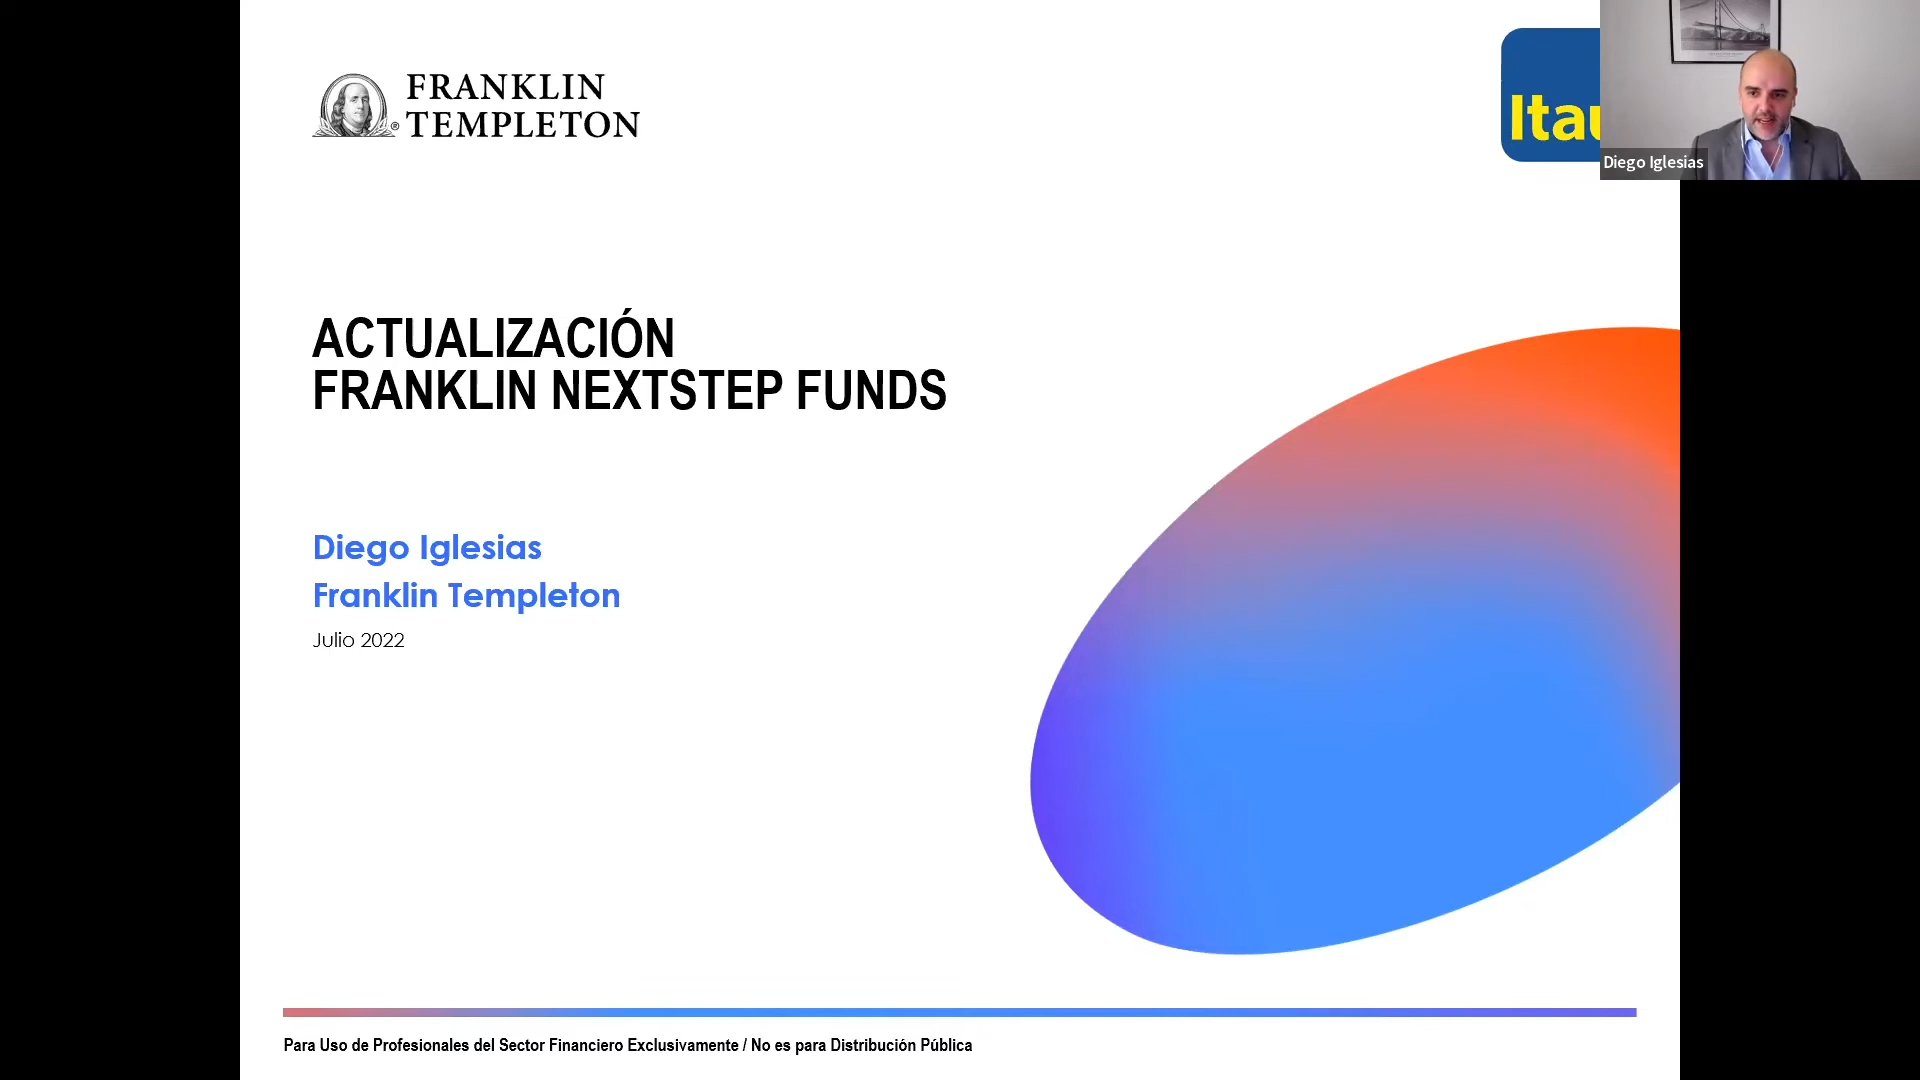 FRANKLIN
TEMPLETON
Diego Iglesias
ACTUALIZACIÓN
FRANKLIN NEXTSTEP FUNDS
Diego Iglesias
Franklin Templeton
Julio 2022
Para Uso de Profesionales del Sector Financiero Exclusivamente / No es para Distribución Pública